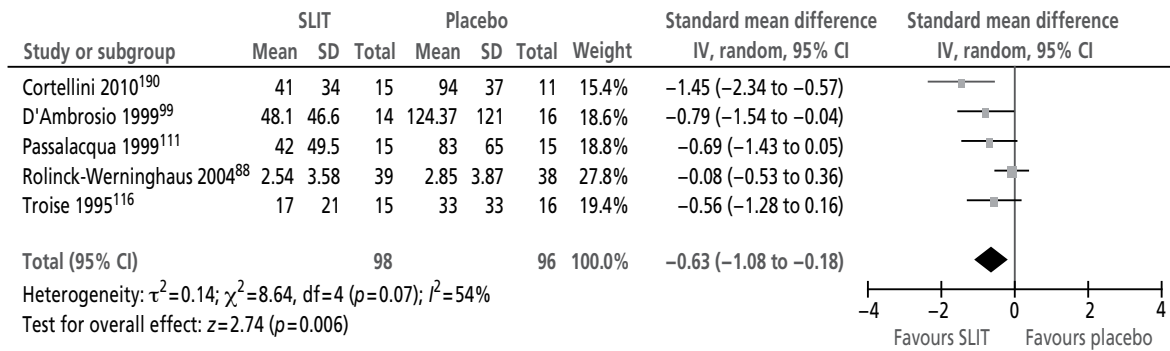 SLIT Placebo Standard mean difference Standard mean difference
Study or subgroup Mean SD Total Mean SD Total Weight IV, random, 95% CI IV, random, 95% CI
Cortellini 2010¹⁹⁰ 41 34 15 94 37 11 15.4% −1.45 (−2.34 to −0.57)
D'Ambrosio 1999⁹⁹ 48.1 46.6 14 124.37 121 16 18.6% −0.79 (−1.54 to −0.04)
Passalacqua 1999¹¹¹ 42 49.5 15 83 65 15 18.8% −0.69 (−1.43 to 0.05)
Rolinck-Werninghaus 2004⁸⁸ 2.54 3.58 39 2.85 3.87 38 27.8% −0.08 (−0.53 to 0.36)
Troise 1995¹¹⁶ 17 21 15 33 33 16 19.4% −0.56 (−1.28 to 0.16)
Total (95% CI) 98 96 100.0% −0.63 (−1.08 to −0.18)
Heterogeneity: τ²=0.14; χ²=8.64, df=4 (p=0.07); I²=54%
Test for overall effect: z=2.74 (p=0.006)
−4 −2 0 2 4
Favours SLIT Favours placebo